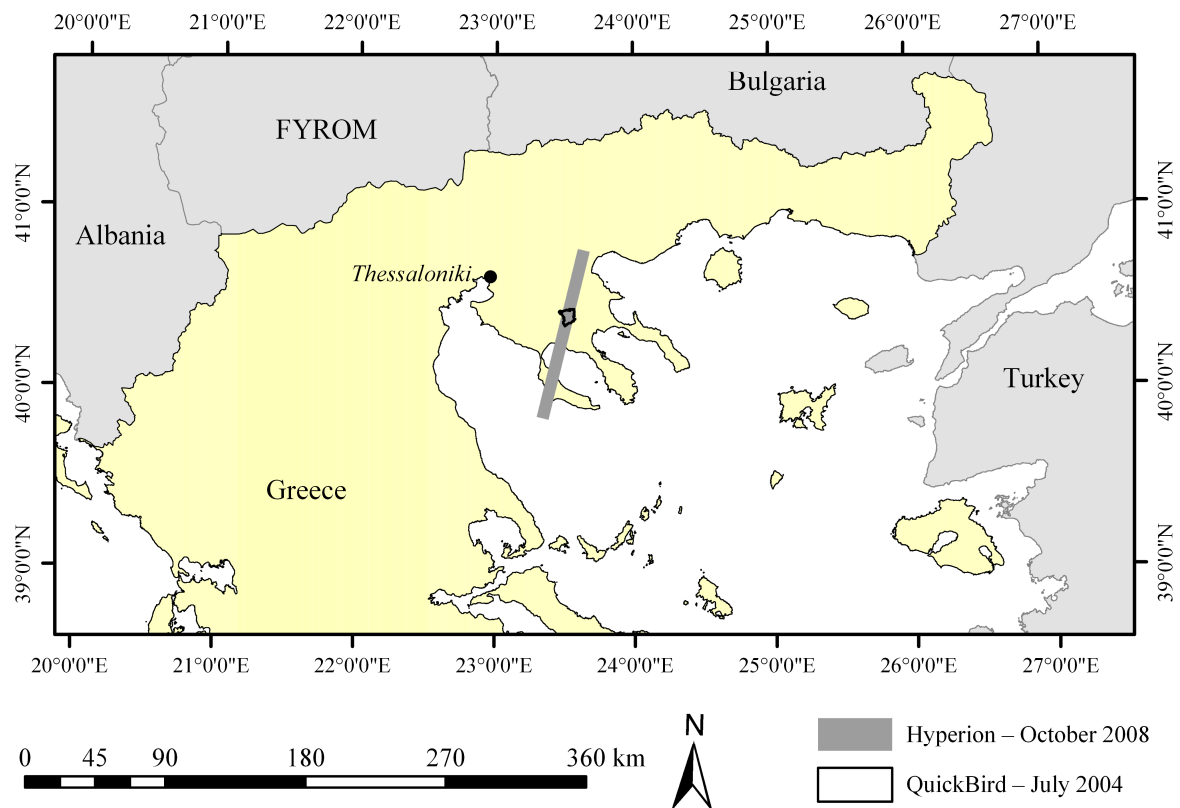 20°0'0"E 21°0'0"E 22°0'0"E 23°0'0"E 24°0'0"E 25°0'0"E 26°0'0"E 27°0'0"E
Bulgaria
FYROM
41°0'0"N
41°0'0"N
Albania
Thessaloniki
40°0'0"N
40°0'0"N
Turkey
Greece
39°0'0"N
39°0'0"N
20°0'0"E 21°0'0"E 22°0'0"E 23°0'0"E 24°0'0"E 25°0'0"E 26°0'0"E 27°0'0"E
N
Hyperion – October 2008
0 45 90 180 270 360 km
QuickBird – July 2004